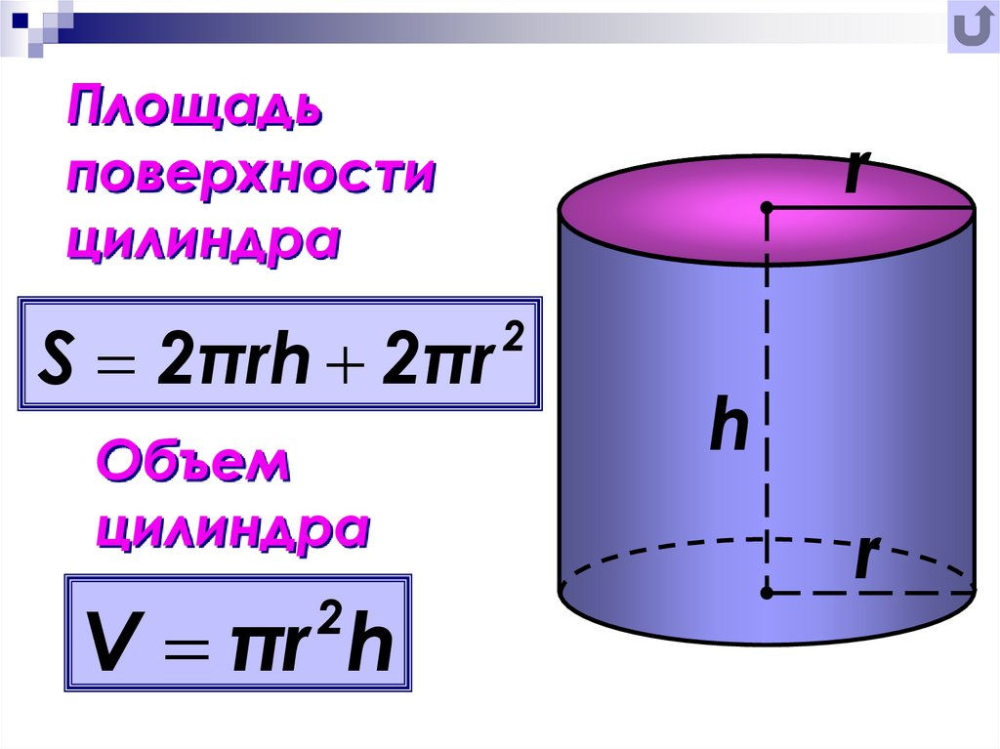 Площадь
поверхности
цилиндра
S = 2πrh + 2πr²
Объем
цилиндра
V = πr²h
r
h
r